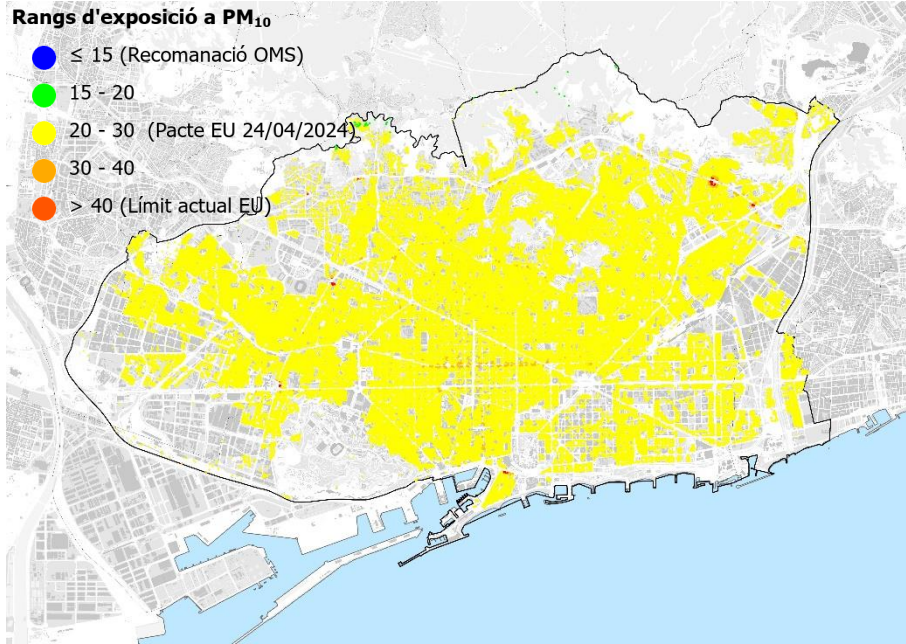 Rangs d'exposició a PM₁₀
≤ 15 (Recomanació OMS)
15 - 20
20 - 30 (Pacte EU 24/04/2024)
30 - 40
> 40 (Límit actual EU)